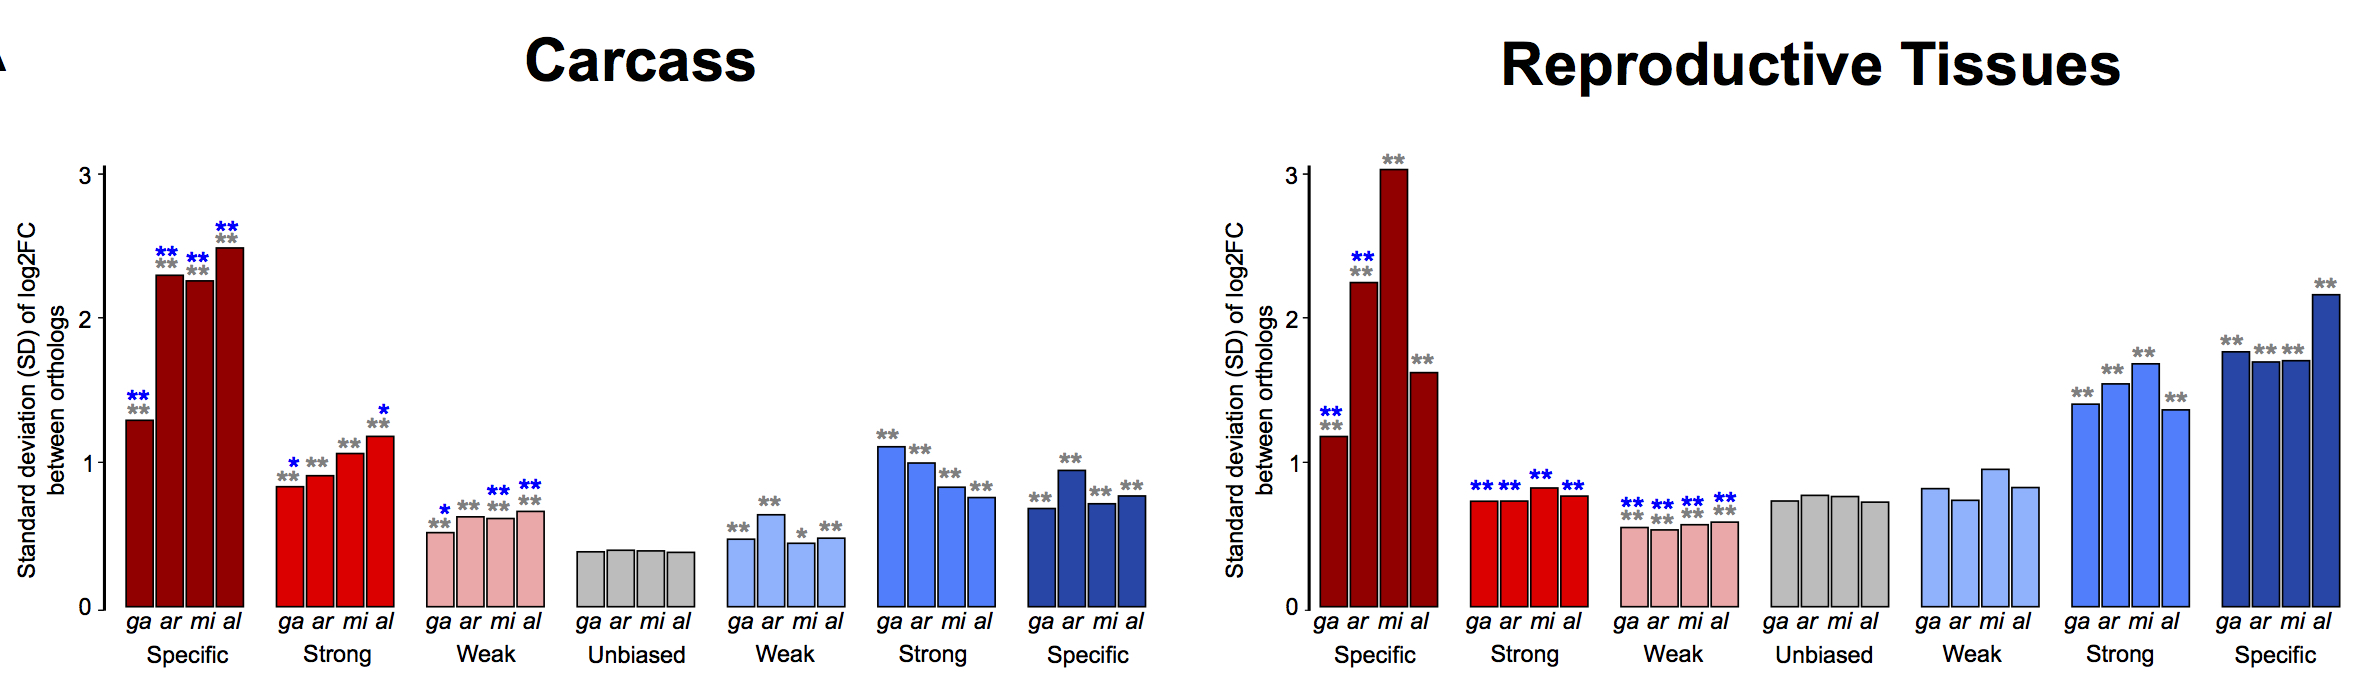 A
Carcass
Standard deviation (SD) of log2FC
between orthologs
3
2
1
0
** ** ** **
** ** ** **
* *
** ** ** **
* ** **
** ** ** **
** ** * **
** ** ** **
** ** ** **
ga ar mi al ga ar mi al ga ar mi al ga ar mi al ga ar mi al ga ar mi al ga ar mi al
Specific Strong Weak Unbiased Weak Strong Specific
Reproductive Tissues
Standard deviation (SD) of log2FC
between orthologs
3
2
1
0
** **
** ** ** **
** ** ** **
** ** ** **
** ** ** **
** ** ** **
** ** ** **
ga ar mi al ga ar mi al ga ar mi al ga ar mi al ga ar mi al ga ar mi al ga ar mi al
Specific Strong Weak Unbiased Weak Strong Specific